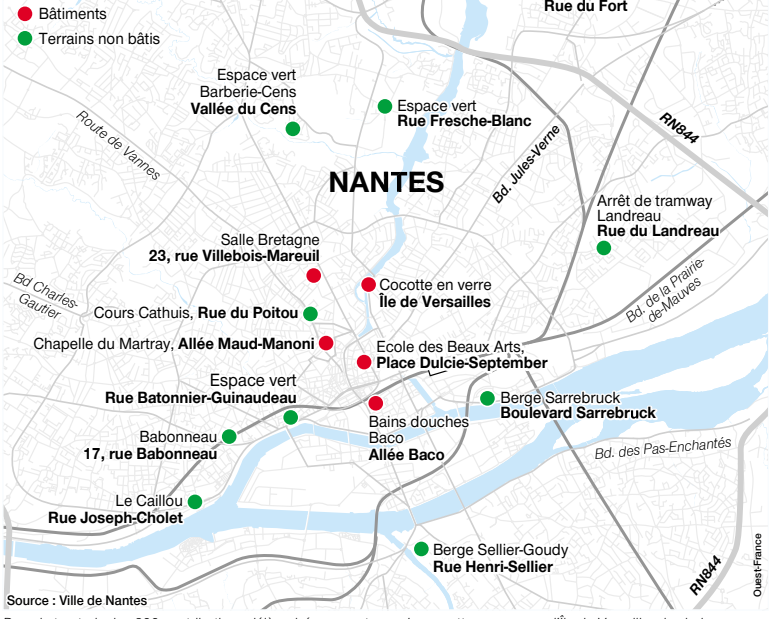 Rue du Fort
Bâtiments
Terrains non bâtis
Espace vert
Barberie-Cens
Vallée du Cens
Espace vert
Rue Fresche-Blanc
RN844
Route de Vannes
Bd. Jules-Verne
NANTES
Arrêt de tramway
Landreau
Rue du Landreau
Salle Bretagne
23, rue Villebois-Mareuil
Cocotte en verre
Île de Versailles
Bd Charles-
Gautier
Bd. de la Prairie-
de-Mauves
Cours Cathuis, Rue du Poitou
Chapelle du Martray, Allée Maud-Manoni
Ecole des Beaux Arts,
Place Dulcie-September
Espace vert
Rue Batonnier-Guinaudeau
Berge Sarrebruck
Boulevard Sarrebruck
Bains douches
Baco
Allée Baco
Babonneau
17, rue Babonneau
Bd. des Pas-Enchantés
Le Caillou
Rue Joseph-Cholet
Berge Sellier-Goudy
Rue Henri-Sellier
RN844
Ouest-France
Source : Ville de Nantes